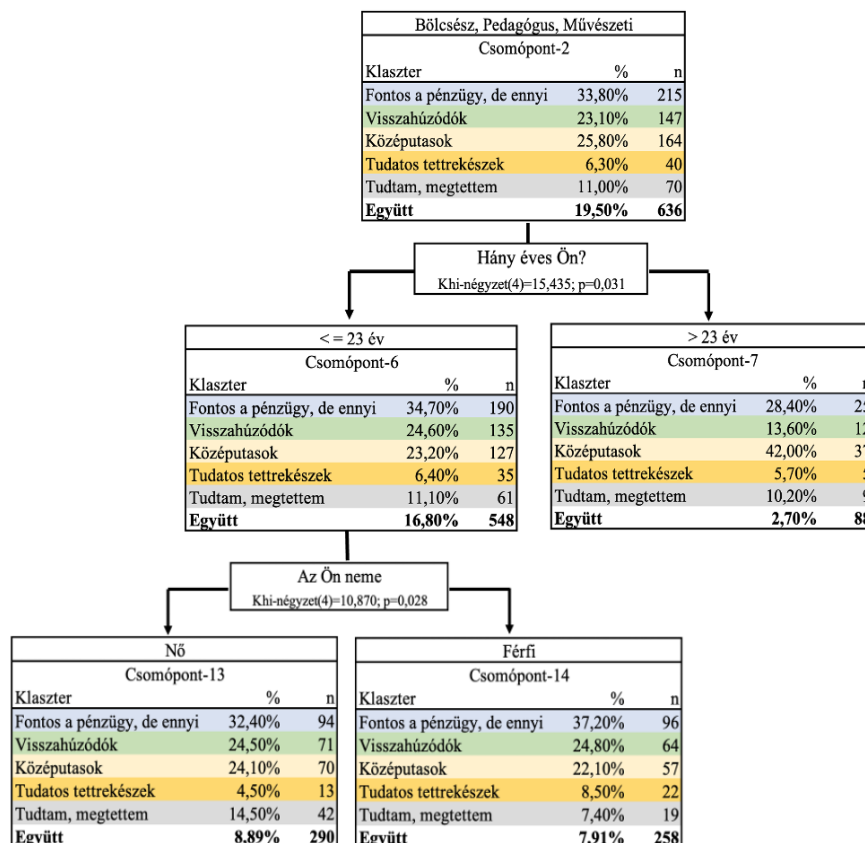 Bölcsész, Pedagógus, Művészeti
Csomópont-2
Klaszter % n
Fontos a pénzügy, de ennyi 33,80% 215
Visszahúzódók 23,10% 147
Középutasok 25,80% 164
Tudatos tettrekészek 6,30% 40
Tudtam, megtettem 11,00% 70
Együtt 19,50% 636
Hány éves Ön?
Khi-négyzet(4)=15,435; p=0,031
< = 23 év
Csomópont-6
Klaszter % n
Fontos a pénzügy, de ennyi 34,70% 190
Visszahúzódók 24,60% 135
Középutasok 23,20% 127
Tudatos tettrekészek 6,40% 35
Tudtam, megtettem 11,10% 61
Együtt 16,80% 548
> 23 év
Csomópont-7
Klaszter %
Fontos a pénzügy, de ennyi 28,40%
Visszahúzódók 13,60%
Középutasok 42,00%
Tudatos tettrekészek 5,70%
Tudtam, megtettem 10,20%
Együtt 2,70% 88
Az Ön neme
Khi-négyzet(4)=10,870; p=0,028
Nő
Csomópont-13
Klaszter % n
Fontos a pénzügy, de ennyi 32,40% 94
Visszahúzódók 24,50% 71
Középutasok 24,10% 70
Tudatos tettrekészek 4,50% 13
Tudtam, megtettem 14,50% 42
Együtt 8,89% 290
Férfi
Csomópont-14
Klaszter % n
Fontos a pénzügy, de ennyi 37,20% 96
Visszahúzódók 24,80% 64
Középutasok 22,10% 57
Tudatos tettrekészek 8,50% 22
Tudtam, megtettem 7,40% 19
Együtt 7,91% 258